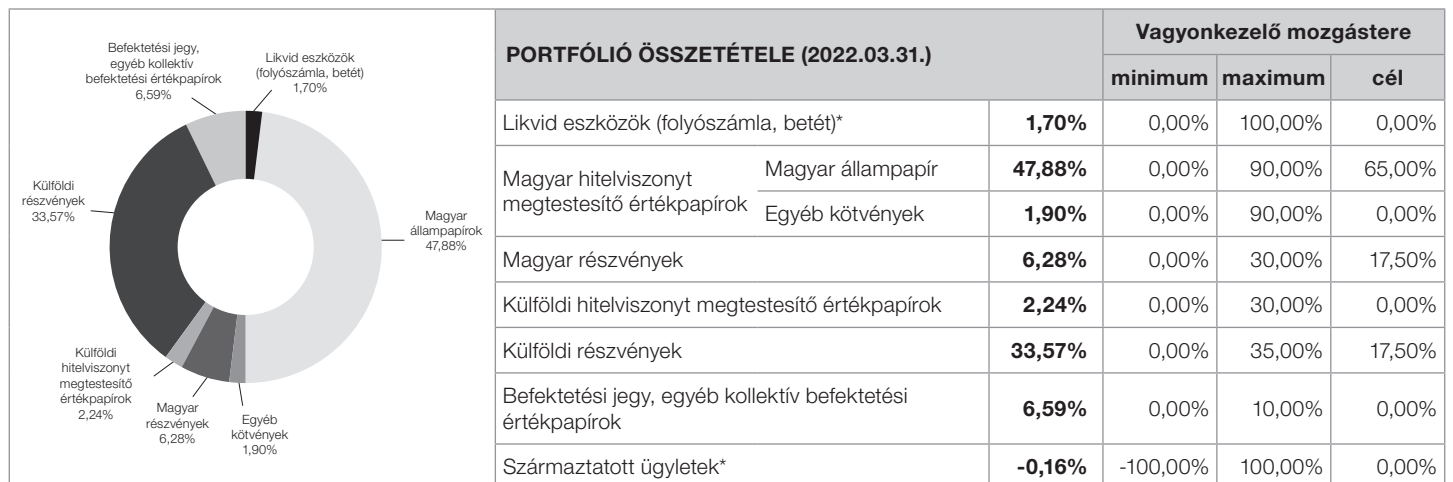 Befektetési jegy,
egyéb kollektív
befektetési értékpapírok
6,59%
Likvid eszközök
(folyószámla, betét)
1,70%
Külföldi
részvények
33,57%
Magyar
állampapírok
47,88%
Külföldi
hitelviszonyt
megtestesítő
értékpapírok
2,24%
Magyar
részvények
6,28%
Egyéb
kötvények
1,90%
PORTFÓLIÓ ÖSSZETÉTELE (2022.03.31.)
Vagyonkezelő mozgástere
minimum maximum cél
Likvid eszközök (folyószámla, betét)* 1,70% 0,00% 100,00% 0,00%
Magyar hitelviszonyt
megtestesítő értékpapírok
Magyar állampapír 47,88% 0,00% 90,00% 65,00%
Egyéb kötvények 1,90% 0,00% 90,00% 0,00%
Magyar részvények 6,28% 0,00% 30,00% 17,50%
Külföldi hitelviszonyt megtestesítő értékpapírok 2,24% 0,00% 30,00% 0,00%
Külföldi részvények 33,57% 0,00% 35,00% 17,50%
Befektetési jegy, egyéb kollektív befektetési
értékpapírok 6,59% 0,00% 10,00% 0,00%
Származtatott ügyletek* -0,16% -100,00% 100,00% 0,00%